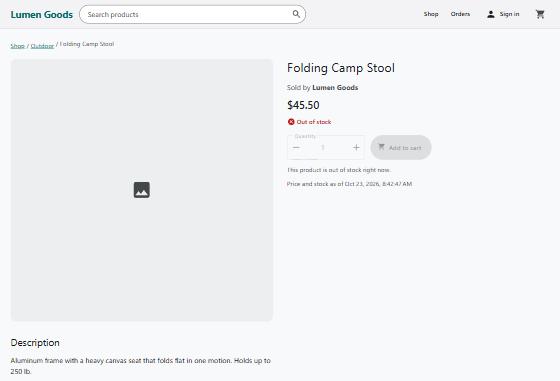 Lumen Goods
Search products
Shop
Orders
Sign in
Shop / Outdoor / Folding Camp Stool
Folding Camp Stool
Sold by Lumen Goods
$45.50
Out of stock
Quantity
1
Add to cart
This product is out of stock right now.
Price and stock as of Oct 23, 2026, 8:42:47 AM
Description
Aluminum frame with a heavy canvas seat that folds flat in one motion. Holds up to
250 lb.